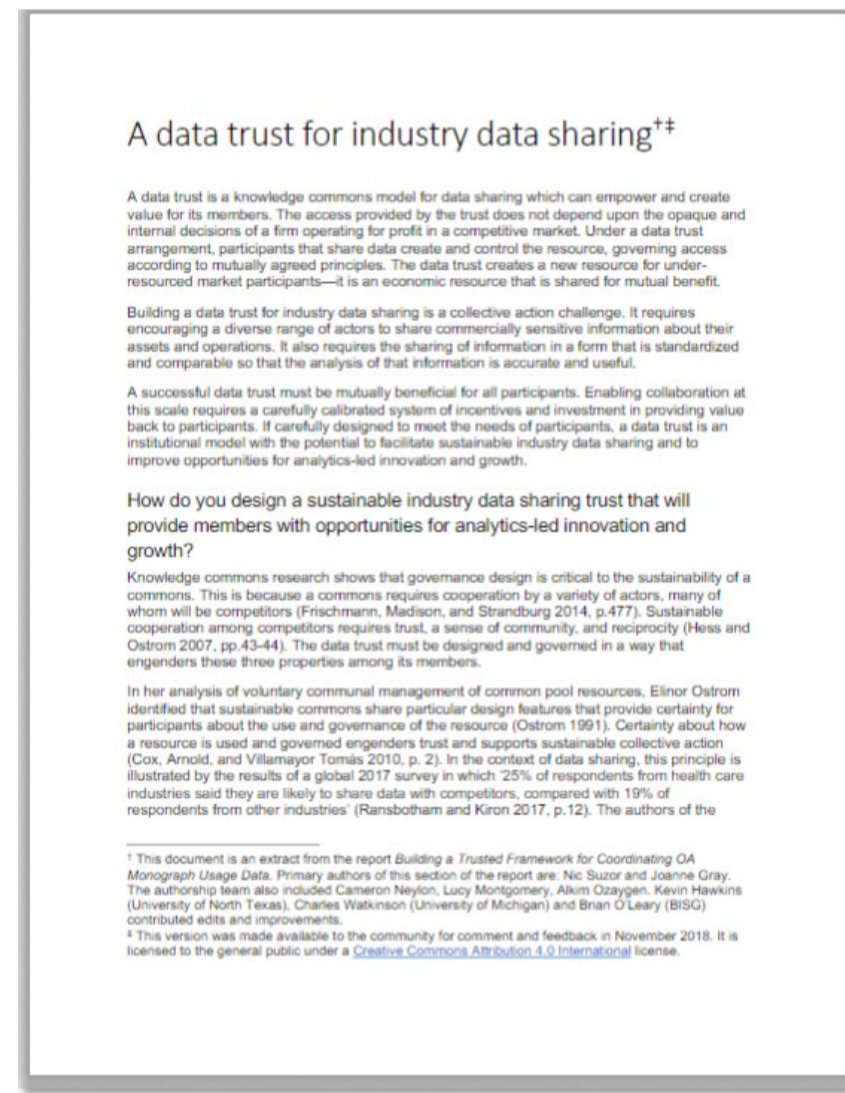 A data trust for industry data sharing†‡
A data trust is a knowledge commons model for data sharing which can empower and create
value for its members. The access provided by the trust does not depend upon the opaque and
internal decisions of a firm operating for profit in a competitive market. Under a data trust
arrangement, participants that share data create and control the resource, governing access
according to mutually agreed principles. The data trust creates a new resource for under-
resourced market participants—it is an economic resource that is shared for mutual benefit.
Building a data trust for industry data sharing is a collective action challenge. It requires
encouraging a diverse range of actors to share commercially sensitive information about their
assets and operations. It also requires the sharing of information in a form that is standardized
and comparable so that the analysis of that information is accurate and useful.
A successful data trust must be mutually beneficial for all participants. Enabling collaboration at
this scale requires a carefully calibrated system of incentives and investment in providing value
back to participants. If carefully designed to meet the needs of participants, a data trust is an
institutional model with the potential to facilitate sustainable industry data sharing and to
improve opportunities for analytics-led innovation and growth.
How do you design a sustainable industry data sharing trust that will
provide members with opportunities for analytics-led innovation and
growth?
Knowledge commons research shows that governance design is critical to the sustainability of a
commons. This is because a commons requires cooperation by a variety of actors, many of
whom will be competitors (Frischmann, Madison, and Strandburg 2014, p.477). Sustainable
cooperation among competitors requires trust, a sense of community, and reciprocity (Hess and
Ostrom 2007, pp.43-44). The data trust must be designed and governed in a way that
engenders these three properties among its members.
In her analysis of voluntary communal management of common pool resources, Elinor Ostrom
identified that sustainable commons share particular design features that provide certainty for
participants about the use and governance of the resource (Ostrom 1991). Certainty about how
a resource is used and governed engenders trust and supports sustainable collective action
(Cox, Arnold, and Villamayor Tomás 2010, p. 2). In the context of data sharing, this principle is
illustrated by the results of a global 2017 survey in which '25% of respondents from health care
industries said they are likely to share data with competitors, compared with 19% of
respondents from other industries' (Ransbotham and Kiron 2017, p.12). The authors of the
† This document is an extract from the report Building a Trusted Framework for Coordinating OA
Monograph Usage Data. Primary authors of this section of the report are: Nic Suzor and Joanne Gray.
The authorship team also included Cameron Neylon, Lucy Montgomery, Alkim Ozaygen. Kevin Hawkins
(University of North Texas), Charles Watkinson (University of Michigan) and Brian O'Leary (BISG)
contributed edits and improvements.
‡ This version was made available to the community for comment and feedback in November 2018. It is
licensed to the general public under a Creative Commons Attribution 4.0 International license.